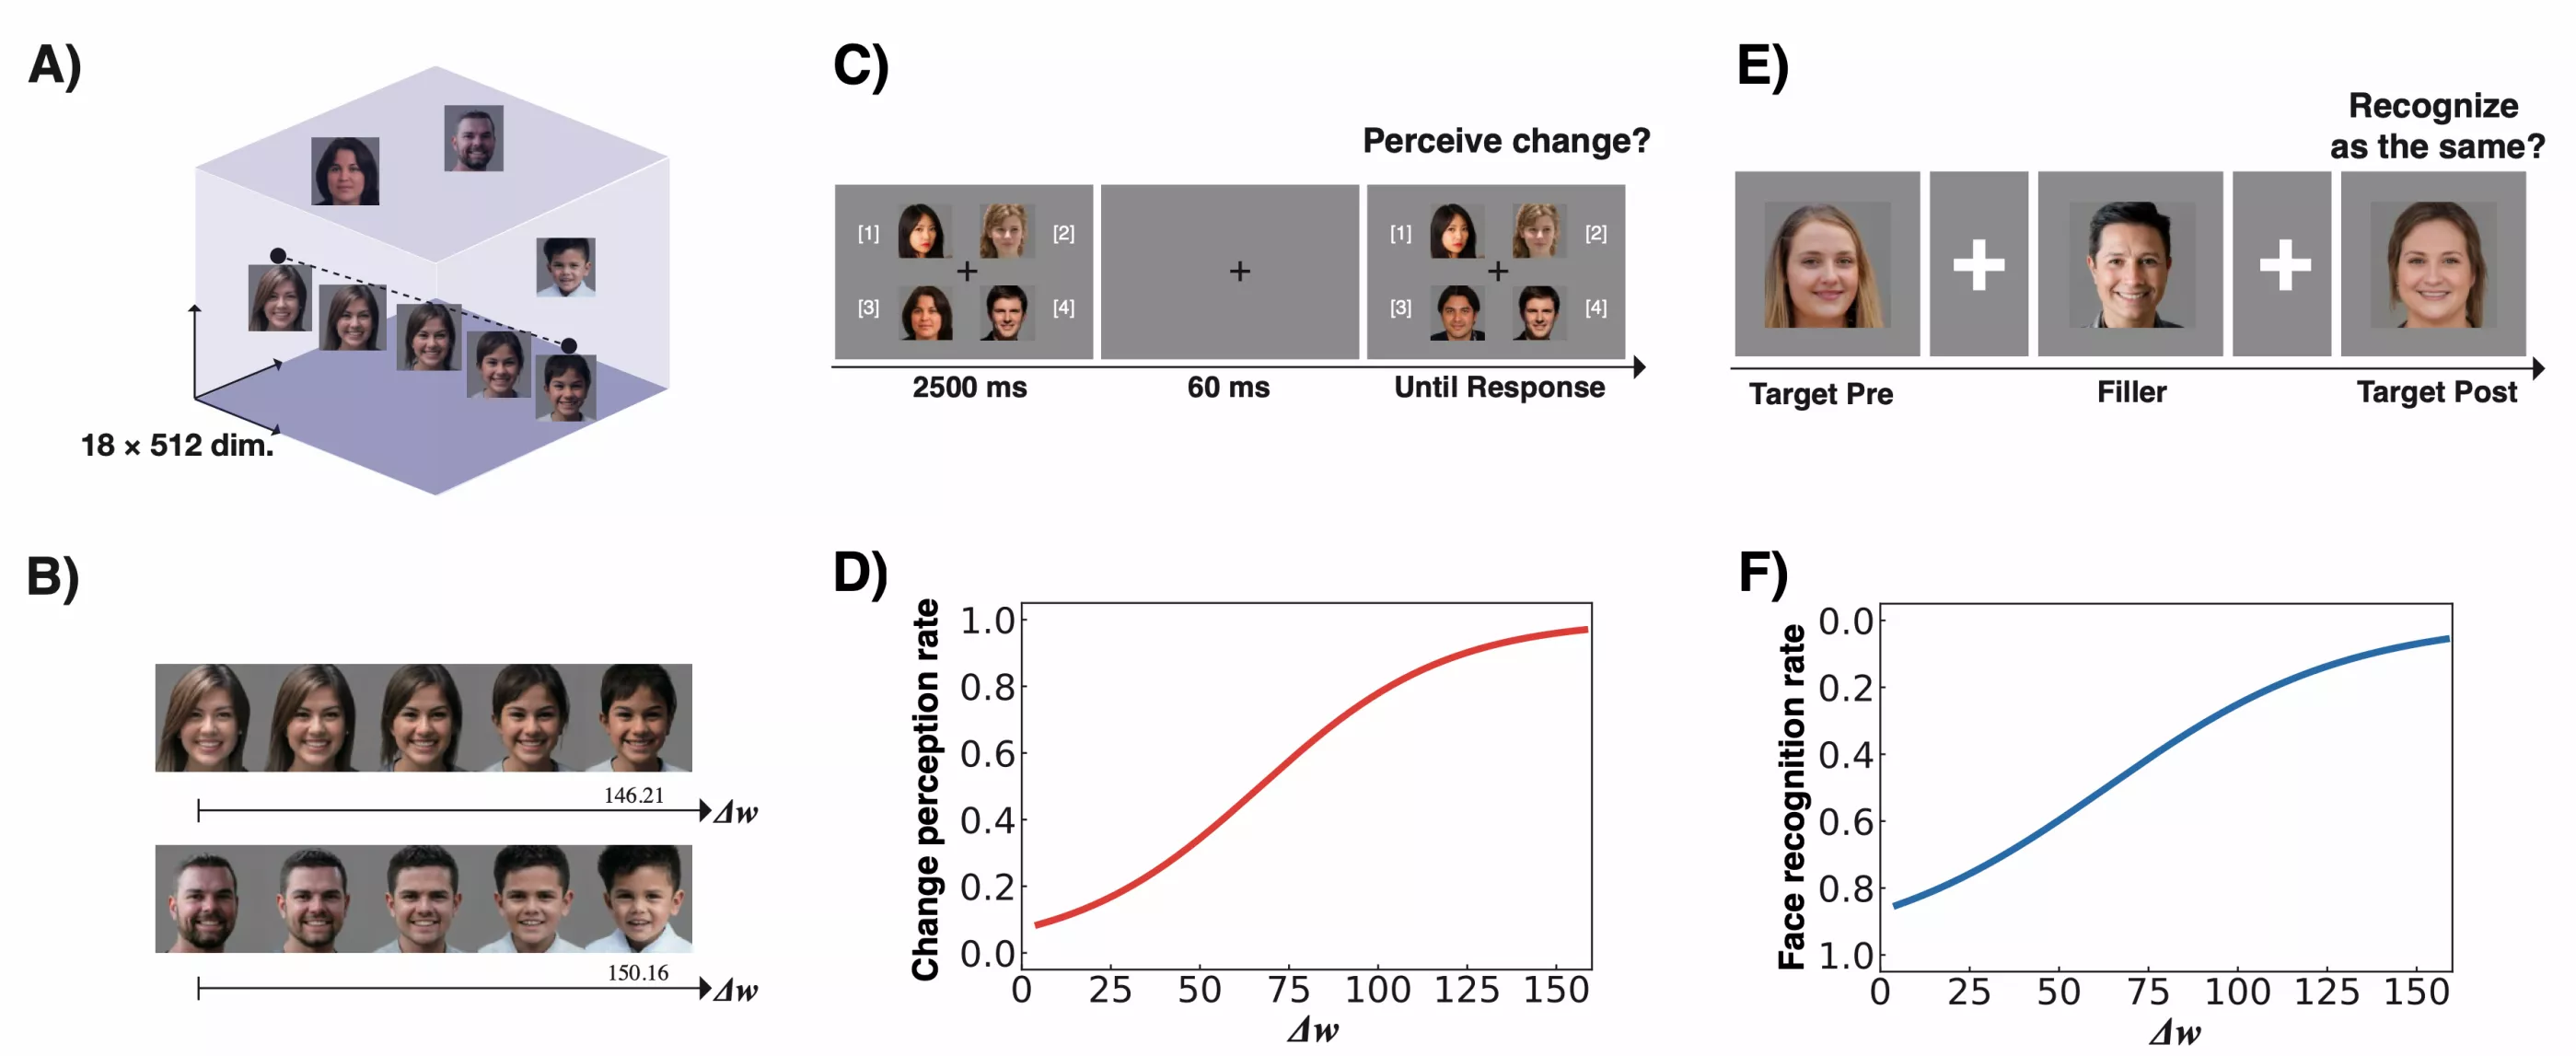 A)
18 × 512 dim.
B)
146.21
Δw
150.16
Δw
C)
Perceive change?
[1]
[2]
[3]
[4]
[1]
[2]
[3]
[4]
2500 ms
60 ms
Until Response
D)
Change perception rate
1.0
0.8
0.6
0.4
0.2
0.0
0 25 50 75 100 125 150
Δw
E)
Recognize
as the same?
Target Pre
Filler
Target Post
F)
Face recognition rate
0.0
0.2
0.4
0.6
0.8
1.0
0 25 50 75 100 125 150
Δw